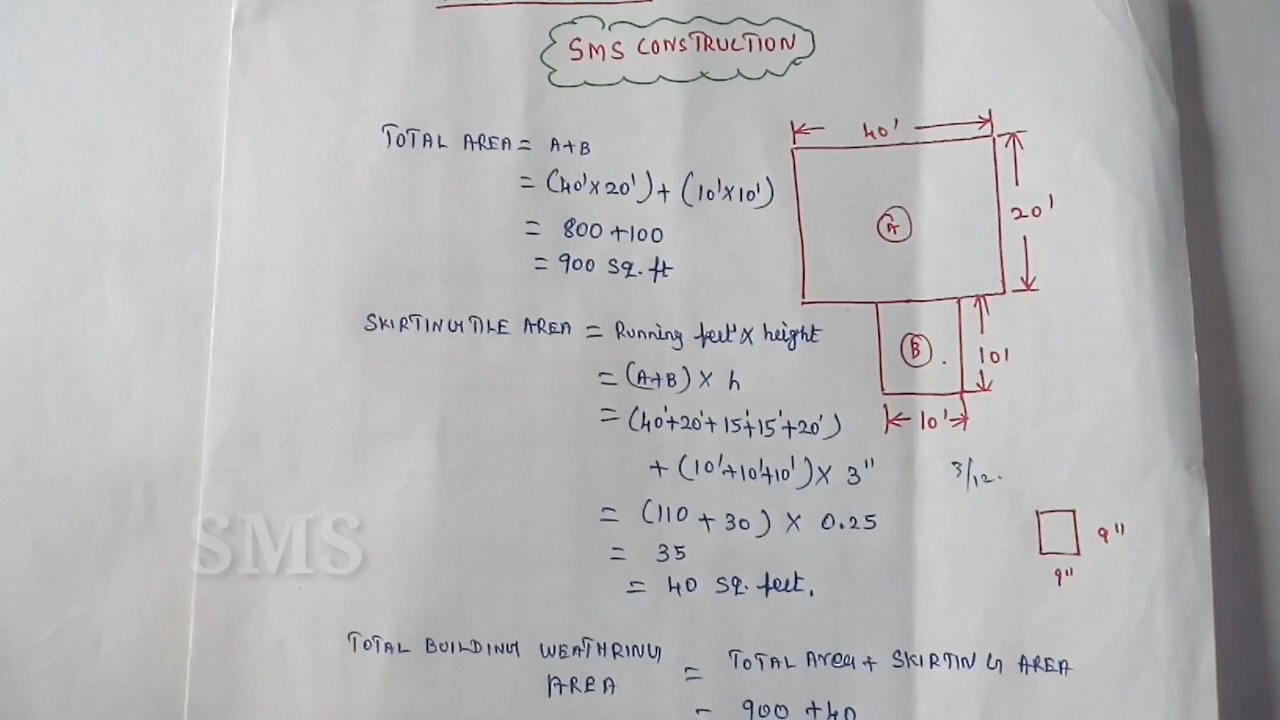 SMS CONSTRUCTION
TOTAL AREA = A+B
= (40'x20') + (10'x10')
= 800 +100
= 900 sq.ft
40'
20'
A
B
10'
10'
SKIRTING TILE AREA = Running feet x height
= (A+B) x h
= (40'+20'+15'+15'+20')
+ (10'+10'+10') x 3"
3/12.
= (110 + 30) x 0.25
= 35
= 40 sq. feet.
9"
9"
SMS
TOTAL BUILDING WEATHRING AREA = TOTAL Area + SKIRTING AREA
= 900 +40